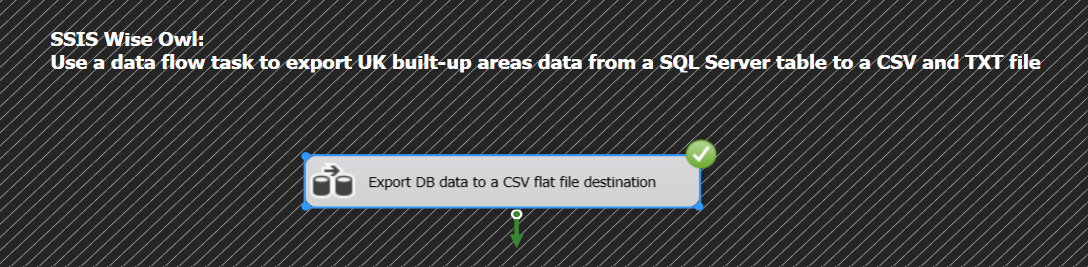 SSIS Wise Owl:
Use a data flow task to export UK built-up areas data from a SQL Server table to a CSV and TXT file
Export DB data to a CSV flat file destination